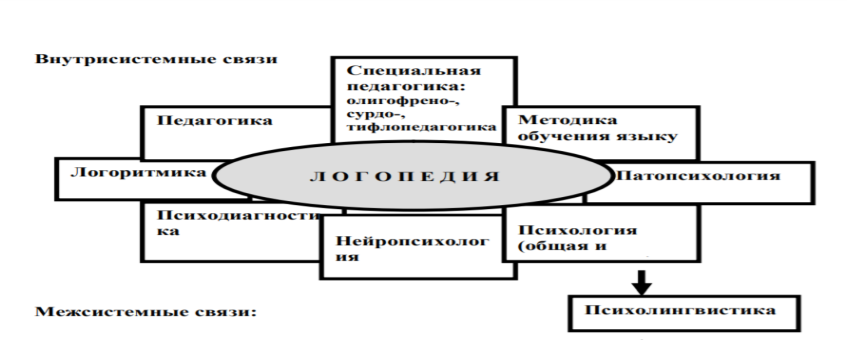 Внутрисистемные связи
Специальная
педагогика:
олигофрено-,
сурдо-,
тифлопедагогика
Педагогика
Методика
обучения языку
Логоритмика
ЛОГОПЕДИЯ
Патопсихология
Психодиагности
ка
Нейропсихолог
ия
Психология
(общая и
Межсистемные связи:
Психолингвистика